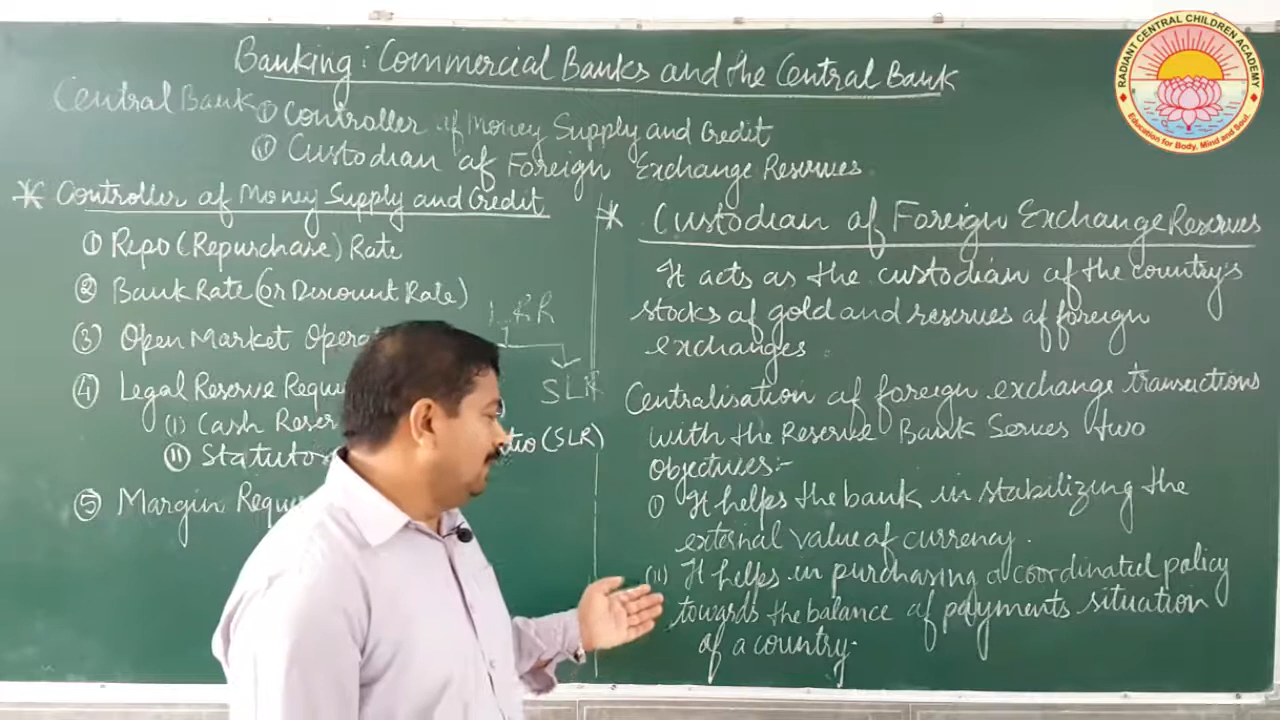 Banking : Commercial Banks and the Central Bank
Central Bank
① Controller of Money Supply and Credit
② Custodian of Foreign Exchange Reserves
* Controller of Money Supply and Credit
① Repo (Repurchase) Rate
② Bank Rate (or Discount Rate)
③ Open Market Operat
④ Legal Reserve Requ
(I) Cash Reser
(II) Statuto
tio (SLR)
⑤ Margin Requ
SLR
* Custodian of Foreign Exchange Reserves
It acts as the custodian of the country's
stocks of gold and reserves of foreign
exchanges.
Centralisation of foreign exchange transactions
with the Reserve Bank Serves two
objectives:-
(I) It helps the bank in stabilizing the
external value of currency.
(II) It helps in purchasing a coordinated policy
towards the balance of payments situation
of a country.
RADIANT CENTRAL CHILDREN ACADEMY
Education for Body, Mind and Soul.